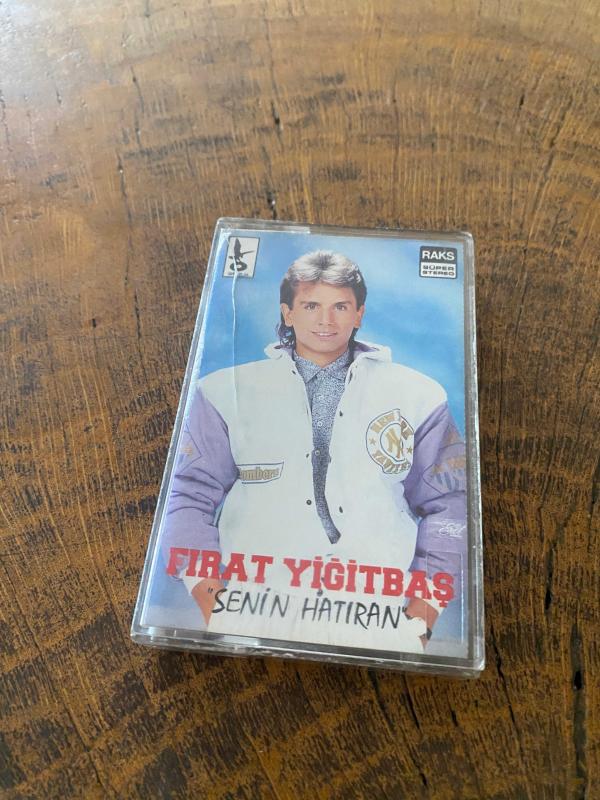 RAKS
SÜPER
STEREO
FIRAT YİĞİTBAŞ
"SENİN HATIRAN"